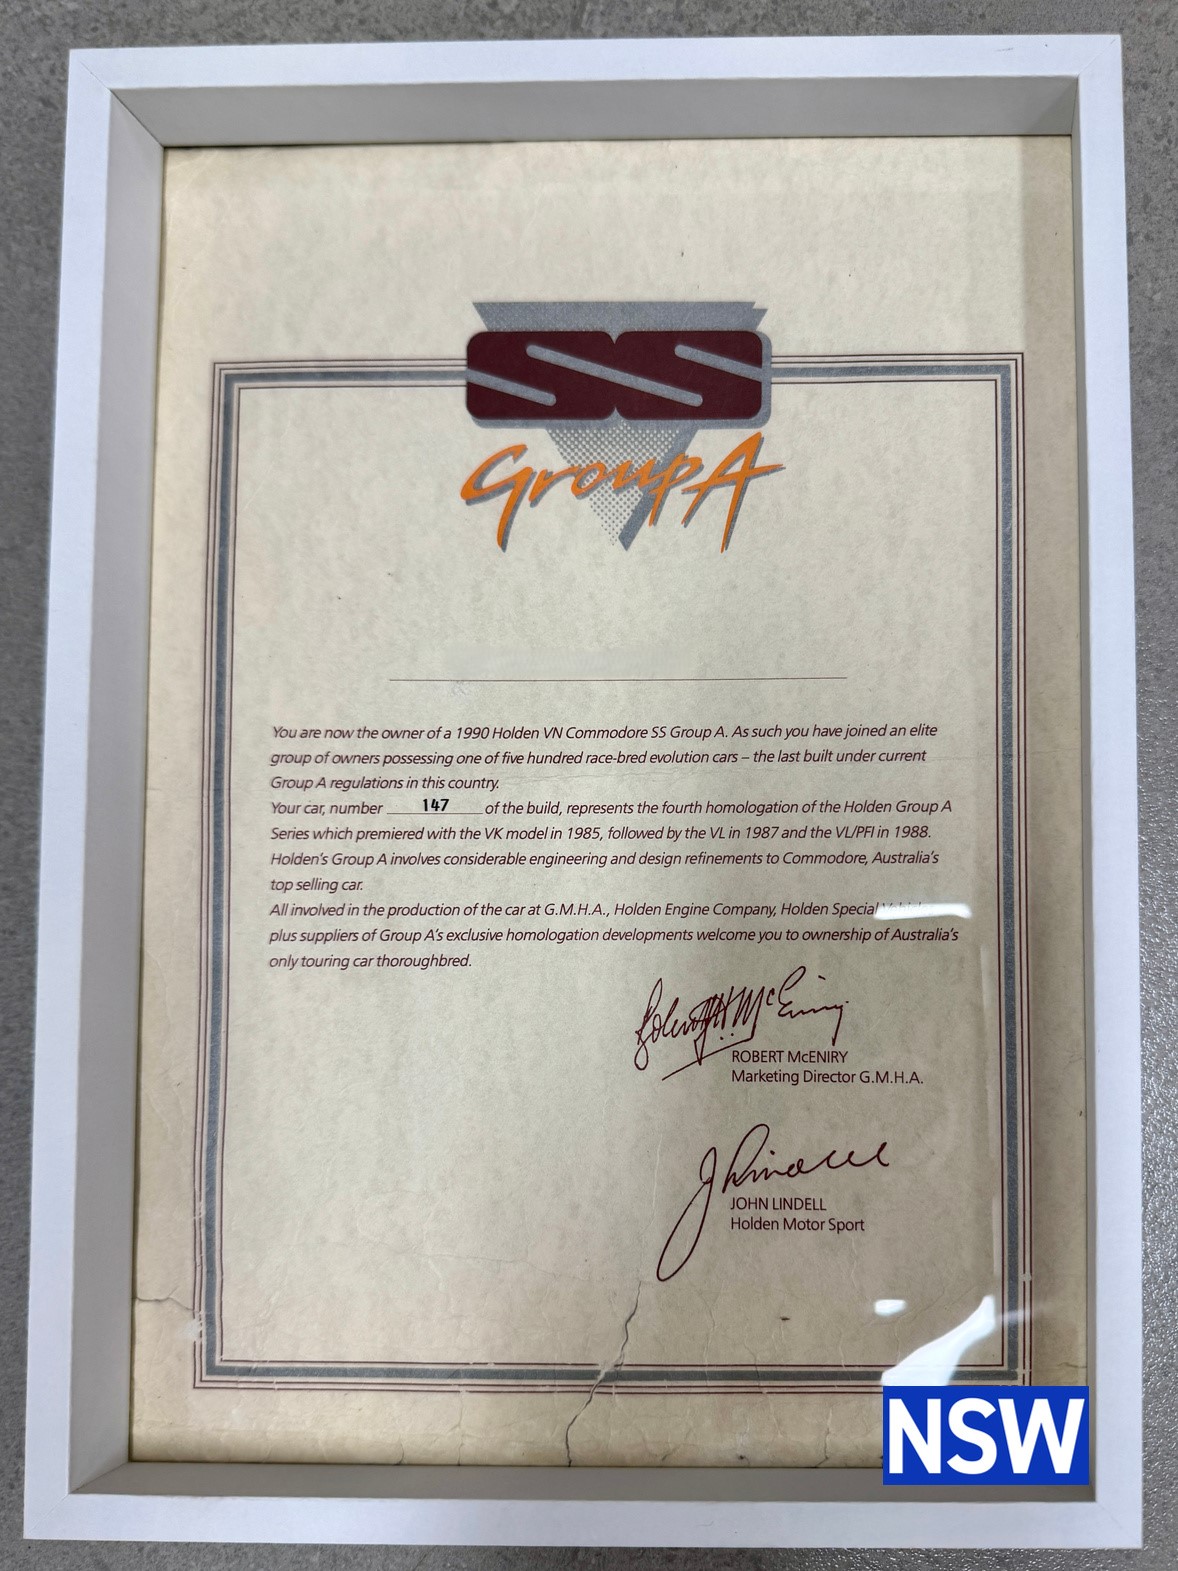 SS
Group A
You are now the owner of a 1990 Holden VN Commodore SS Group A. As such you have joined an elite
group of owners possessing one of five hundred race-bred evolution cars – the last built under current
Group A regulations in this country.
Your car, number 147 of the build, represents the fourth homologation of the Holden Group A
Series which premiered with the VK model in 1985, followed by the VL in 1987 and the VL/PFI in 1988.
Holden's Group A involves considerable engineering and design refinements to Commodore, Australia's
top selling car.
All involved in the production of the car at G.M.H.A., Holden Engine Company, Holden Special
plus suppliers of Group A's exclusive homologation developments welcome you to ownership of Australia's
only touring car thoroughbred.
Robert H McEniry
ROBERT McENIRY
Marketing Director G.M.H.A.
J Lindell
JOHN LINDELL
Holden Motor Sport
NSW